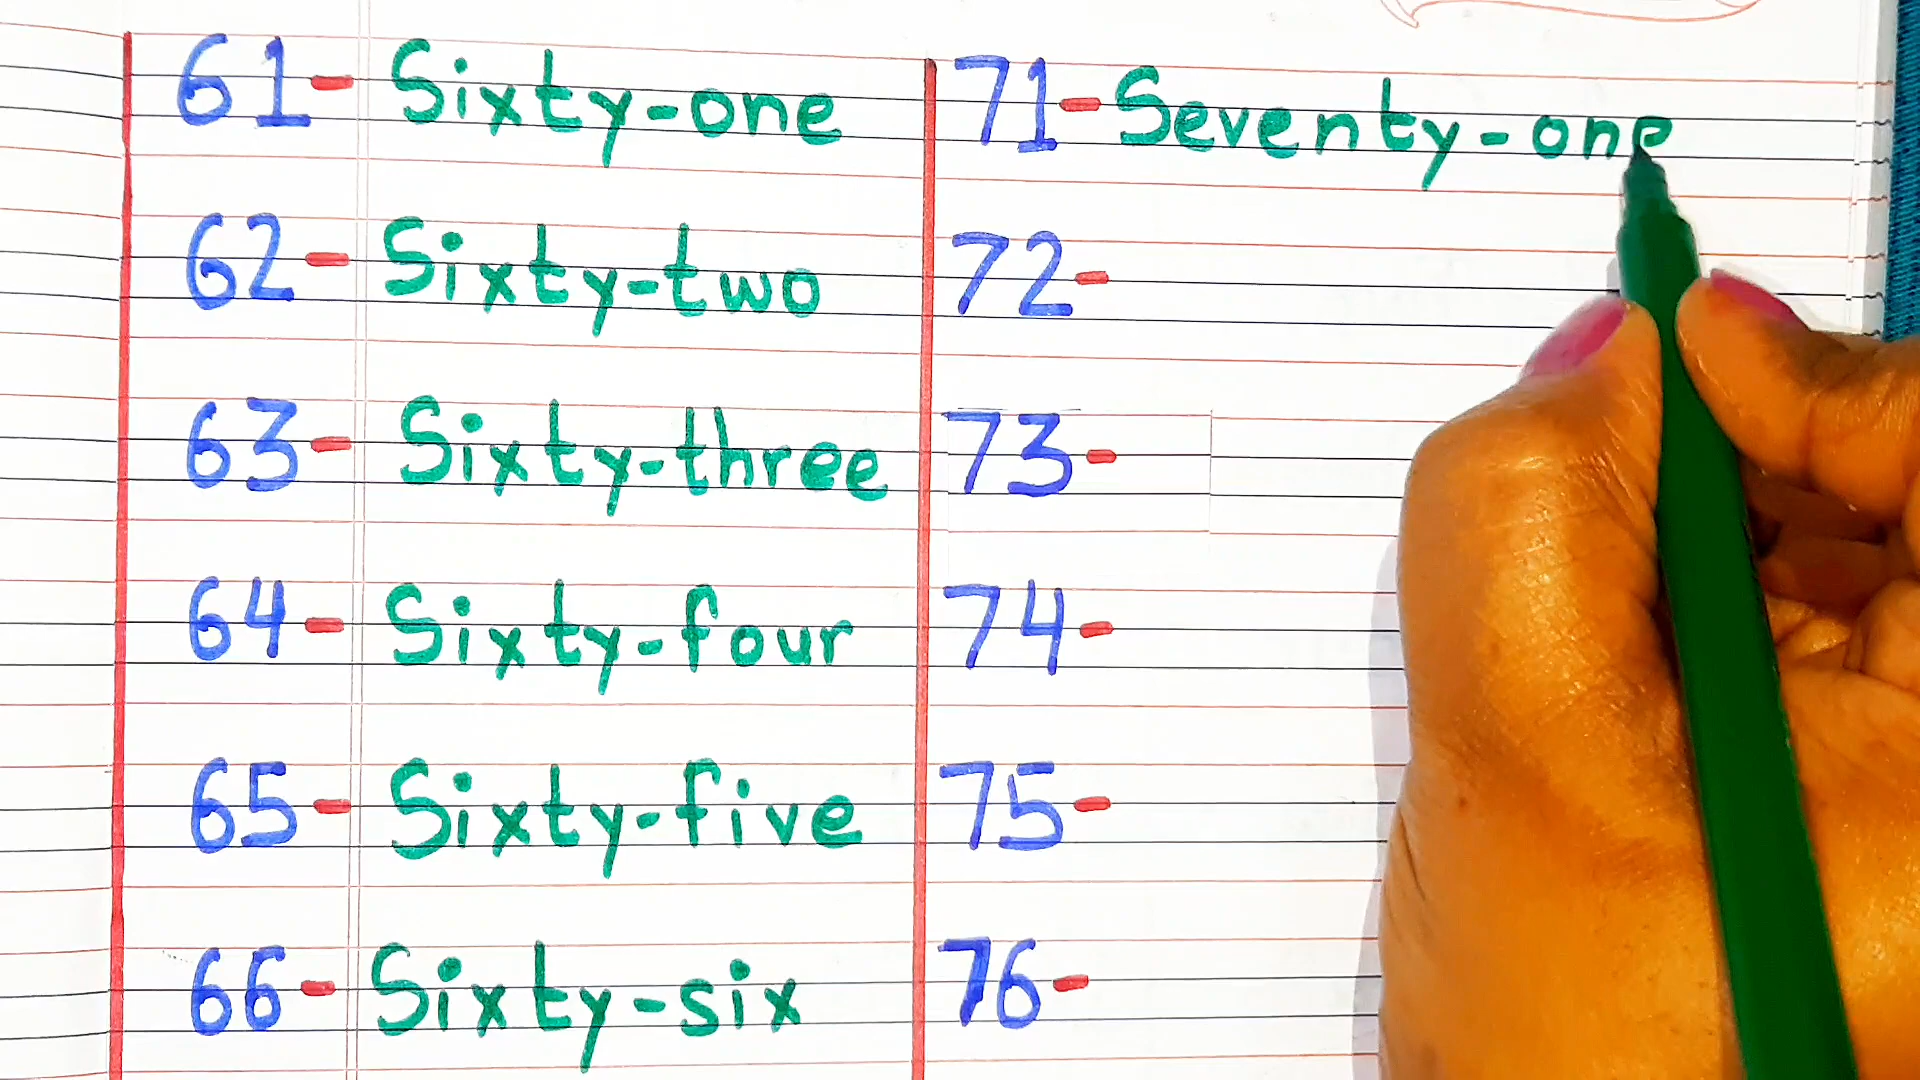 61- Sixty-one
62- Sixty-two
63- Sixty-three
64- Sixty-four
65- Sixty-five
66- Sixty-six
71- Seventy-one
72-
73-
74-
75-
76-